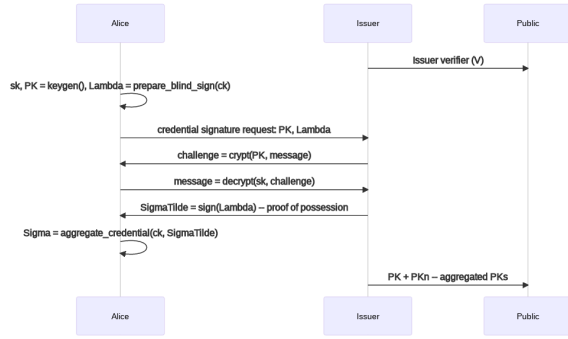 Alice
Issuer
Public
Issuer verifier (V)
sk, PK = keygen(), Lambda = prepare_blind_sign(ck)
credential signature request: PK, Lambda
challenge = crypt(PK, message)
message = decrypt(sk, challenge)
SigmaTilde = sign(Lambda) -- proof of possession
Sigma = aggregate_credential(ck, SigmaTilde)
PK + PKn -- aggregated PKs
Alice
Issuer
Public